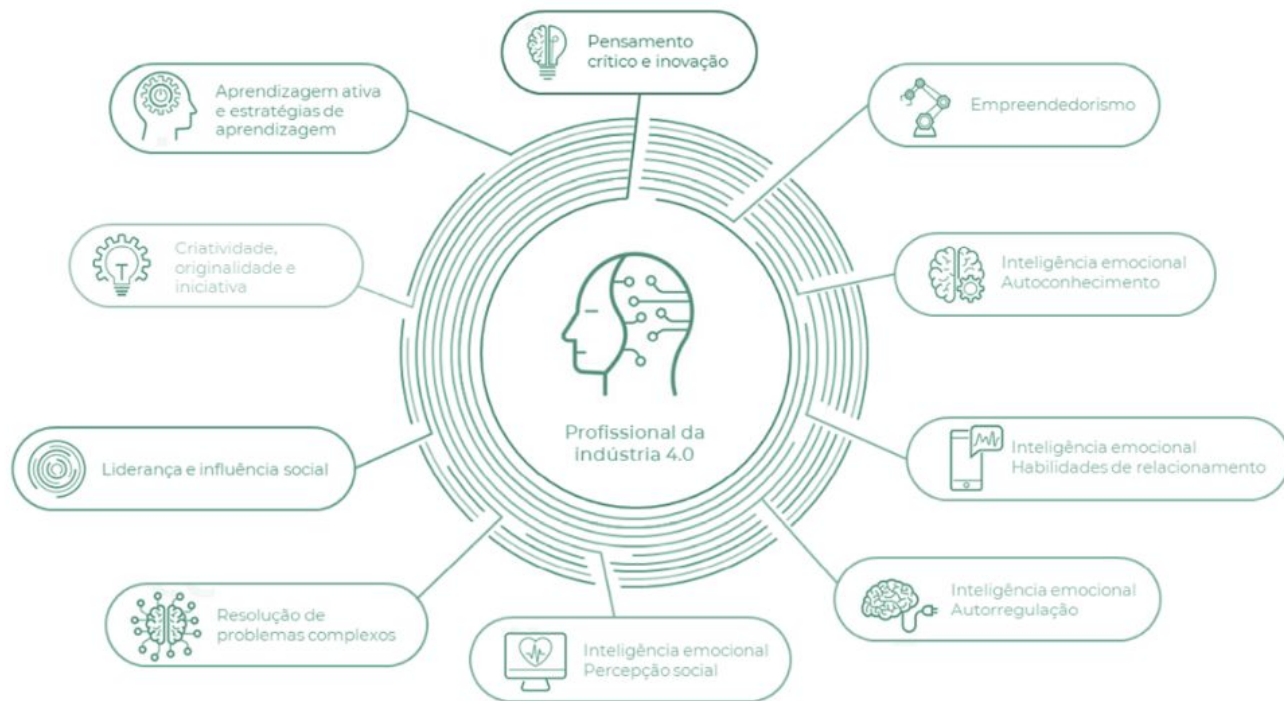 Pensamento
crítico e inovação
Aprendizagem ativa
e estratégias de
aprendizagem
Empreendedorismo
Criatividade,
originalidade e
iniciativa
Inteligência emocional
Autoconhecimento
Profissional da
indústria 4.0
Liderança e influência social
Inteligência emocional
Habilidades de relacionamento
Resolução de
problemas complexos
Inteligência emocional
Percepção social
Inteligência emocional
Autorregulação